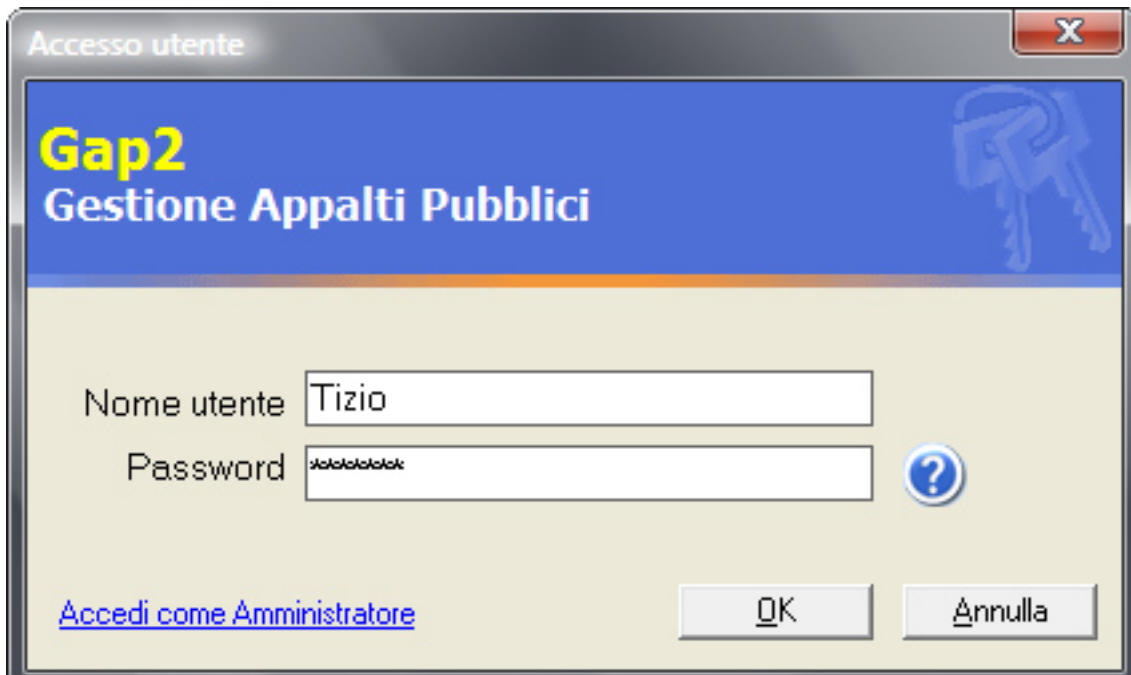 Accesso utente
Gap2
Gestione Appalti Pubblici
Nome utente Tizio
Password ********
Accedi come Amministratore OK Annulla